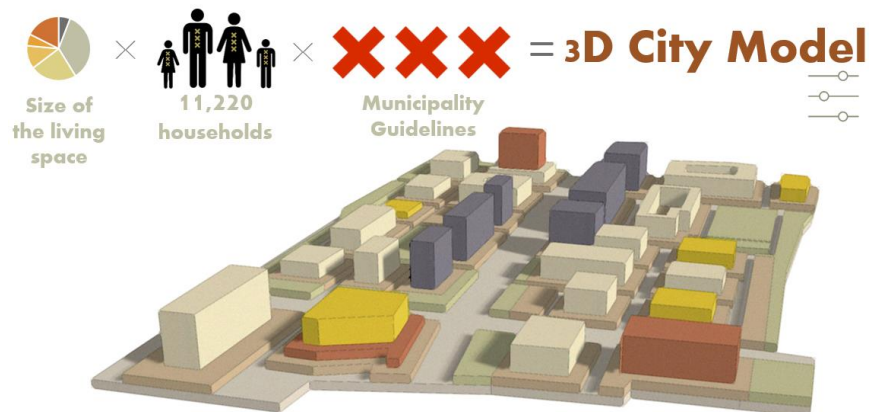 = 3D City Model
Size of
the living
space
11,220
households
Municipality
Guidelines